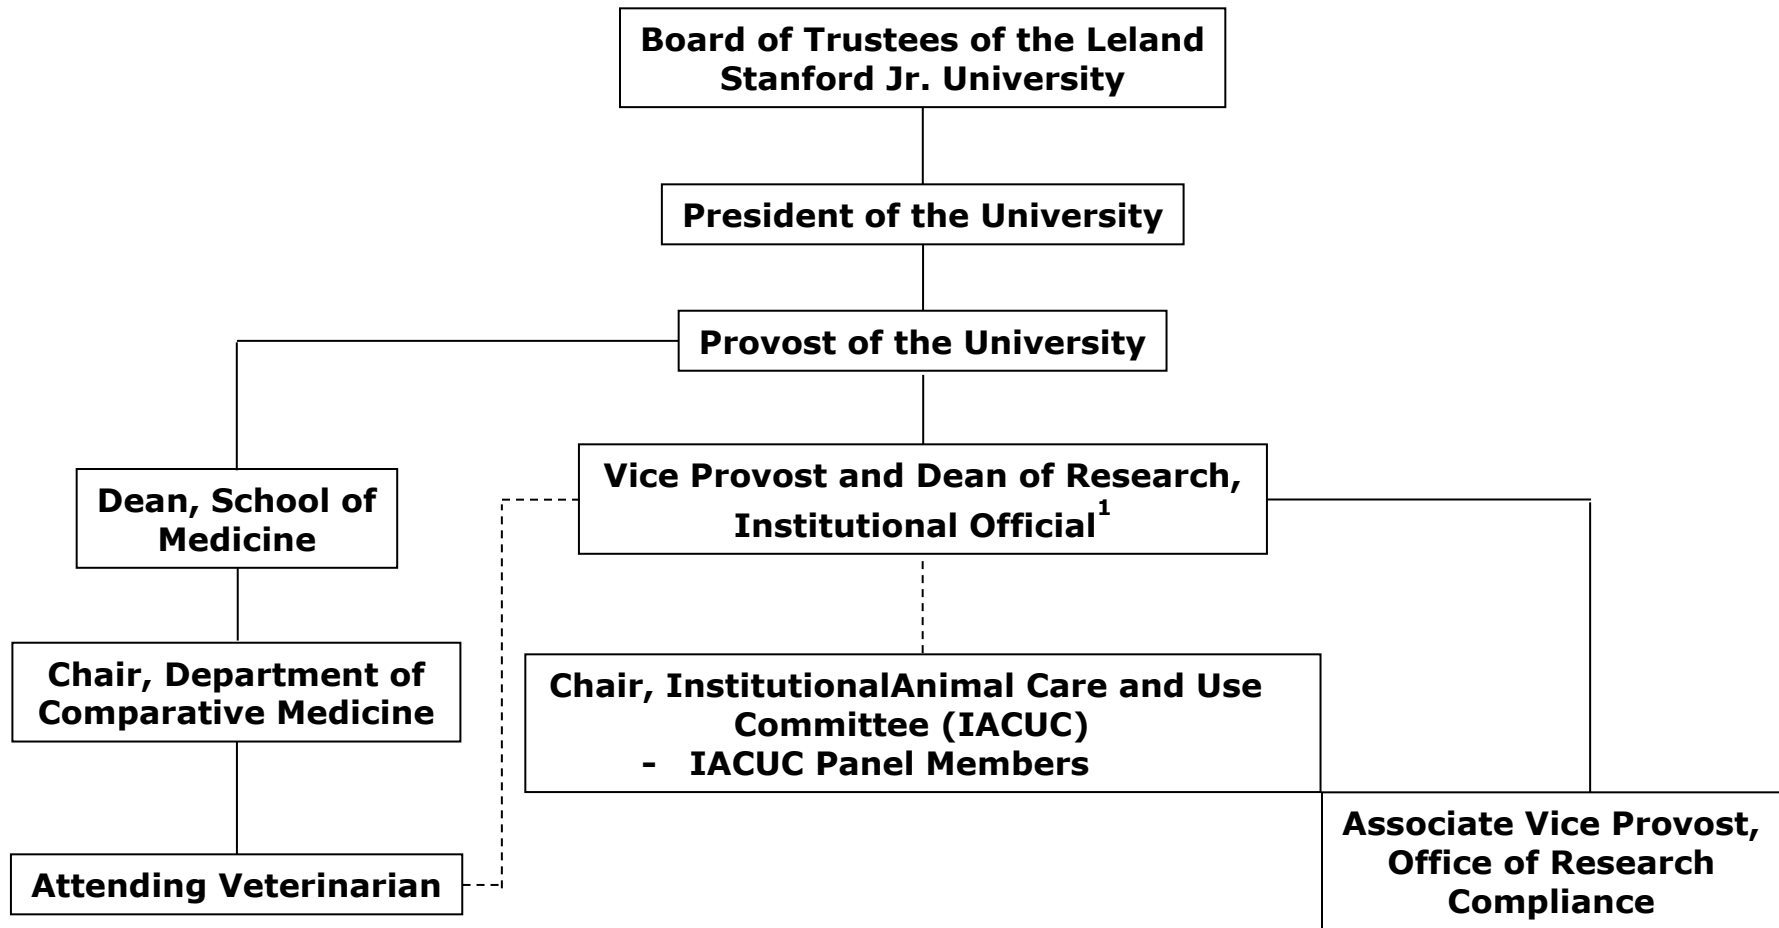 Board of Trustees of the Leland
Stanford Jr. University
President of the University
Provost of the University
Vice Provost and Dean of Research,
Institutional Official1
Dean, School of
Medicine
Chair, Department of
Comparative Medicine
Chair, InstitutionalAnimal Care and Use
Committee (IACUC)
- IACUC Panel Members
Attending Veterinarian
Associate Vice Provost,
Office of Research
Compliance